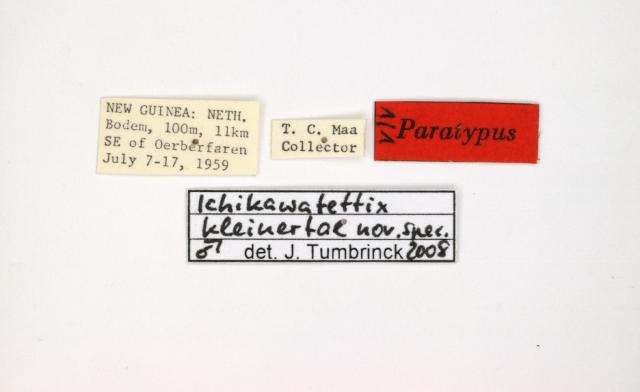 NEW GUINEA: NETH.
Bodem, 100m, 11km
SE of Oerberfaren
July 7-17, 1959
T. C. Maa
Collector
V/V
Paratypus
Ichikawatettix
kleinertae nov. spec.
♂ det. J. Tumbrinck 2008